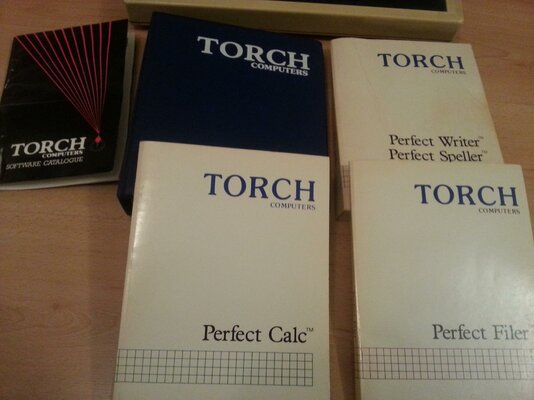 TORCH
COMPUTERS
SOFTWARE CATALOGUE
TORCH
COMPUTERS
TORCH
COMPUTERS
Perfect Writer™
Perfect Speller™
TORCH
COMPUTERS
Perfect Calc™
TORCH
COMPUTERS
Perfect Filer™